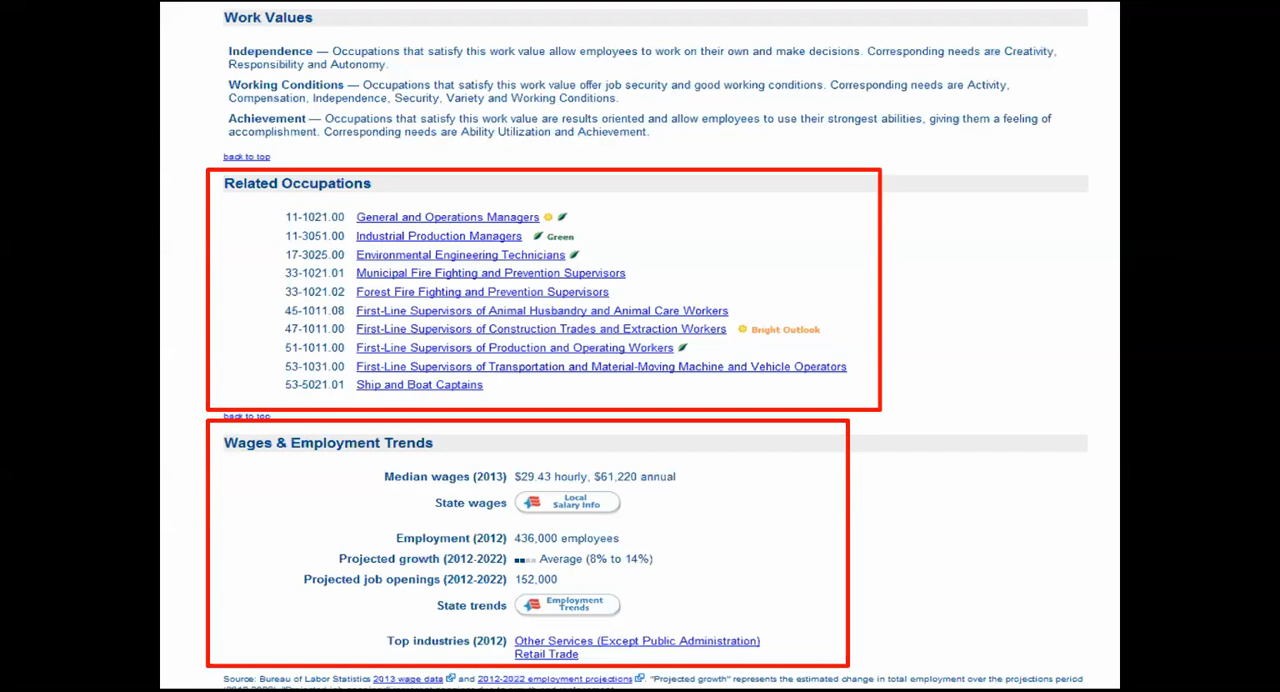 Work Values
Independence — Occupations that satisfy this work value allow employees to work on their own and make decisions. Corresponding needs are Creativity,
Responsibility and Autonomy.
Working Conditions — Occupations that satisfy this work value offer job security and good working conditions. Corresponding needs are Activity,
Compensation, Independence, Security, Variety and Working Conditions.
Achievement — Occupations that satisfy this work value are results oriented and allow employees to use their strongest abilities, giving them a feeling of
accomplishment. Corresponding needs are Ability Utilization and Achievement.
back to top
Related Occupations
11-1021.00 General and Operations Managers
11-3051.00 Industrial Production Managers Green
17-3025.00 Environmental Engineering Technicians
33-1021.01 Municipal Fire Fighting and Prevention Supervisors
33-1021.02 Forest Fire Fighting and Prevention Supervisors
45-1011.08 First-Line Supervisors of Animal Husbandry and Animal Care Workers
47-1011.00 First-Line Supervisors of Construction Trades and Extraction Workers Bright Outlook
51-1011.00 First-Line Supervisors of Production and Operating Workers
53-1031.00 First-Line Supervisors of Transportation and Material-Moving Machine and Vehicle Operators
53-5021.01 Ship and Boat Captains
back to top
Wages & Employment Trends
Median wages (2013) $29.43 hourly, $61,220 annual
State wages Local Salary Info
Employment (2012) 436,000 employees
Projected growth (2012-2022) Average (8% to 14%)
Projected job openings (2012-2022) 152,000
State trends Employment Trends
Top industries (2012) Other Services (Except Public Administration)
Retail Trade
Source: Bureau of Labor Statistics 2013 wage data and 2012-2022 employment projections. "Projected growth" represents the estimated change in total employment over the projections period